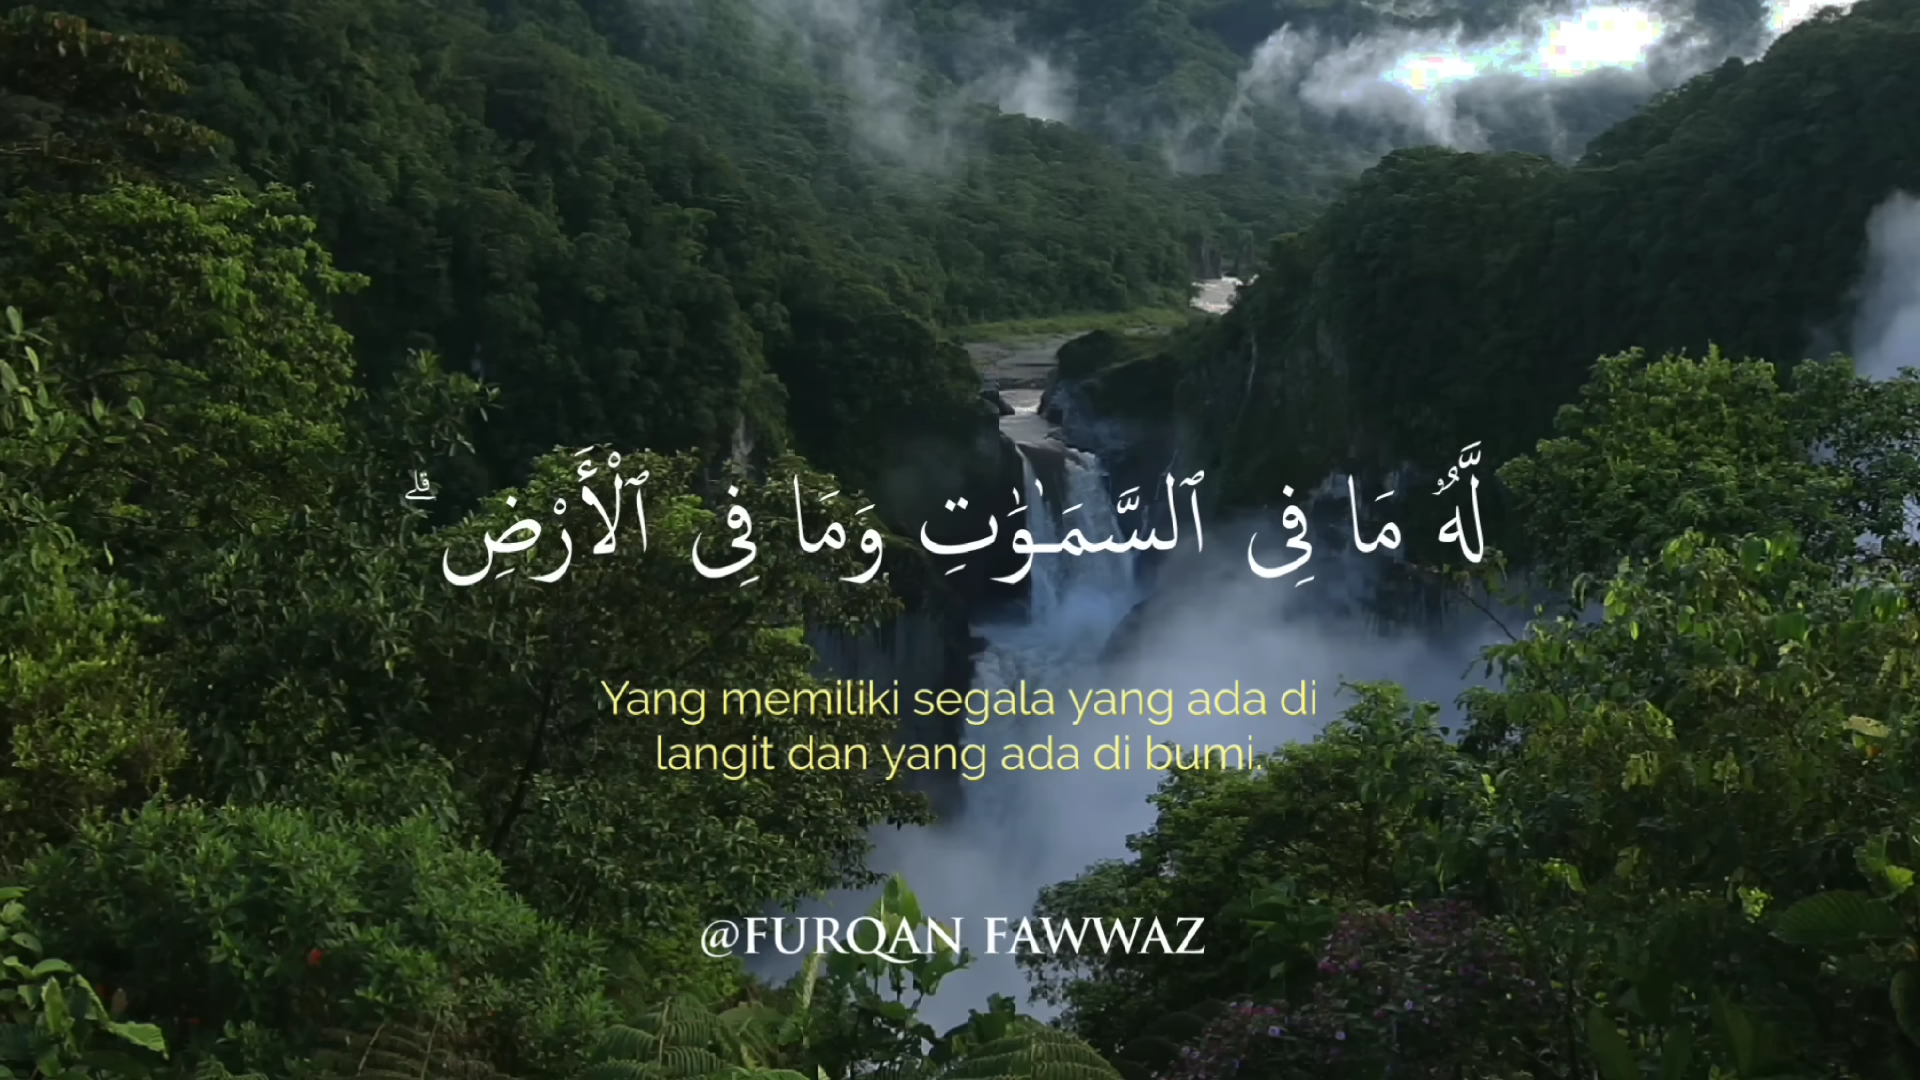 لَّهُۥ مَا فِى ٱلسَّمَـٰوَٰتِ وَمَا فِى ٱلْأَرْضِ ۗ
Yang memiliki segala yang ada di
langit dan yang ada di bumi.
@FURQAN FAWWAZ